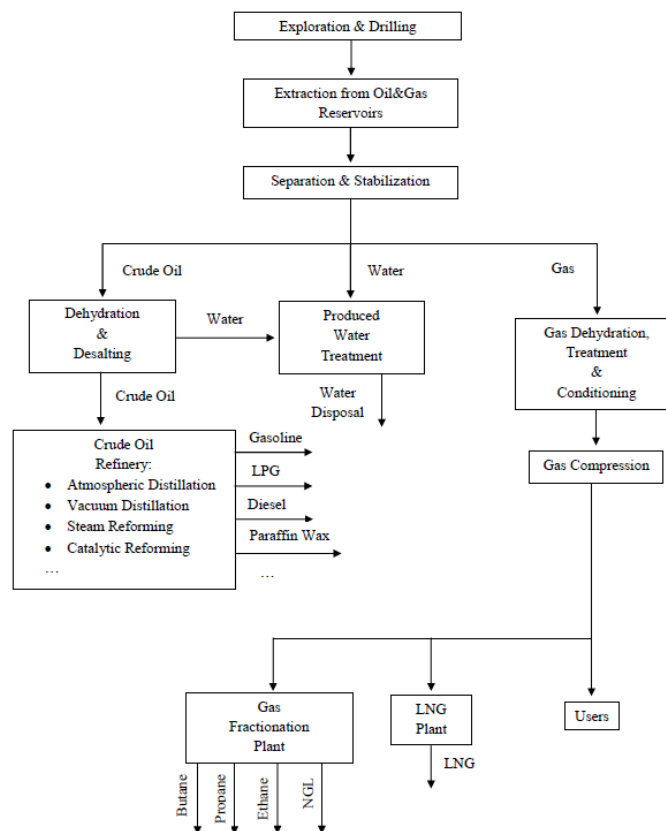 Exploration & Drilling
Extraction from Oil&Gas
Reservoirs
Separation & Stabilization
Crude Oil
Water
Gas
Dehydration
&
Desalting
Water
Produced
Water
Treatment
Gas Dehydration,
Treatment
&
Conditioning
Crude Oil
Water
Disposal
Crude Oil
Refinery:
• Atmospheric Distillation
• Vacuum Distillation
• Steam Reforming
• Catalytic Reforming
…
Gasoline
LPG
Diesel
Paraffin Wax
…
Gas Compression
Gas
Fractionation
Plant
LNG
Plant
Users
Butane
Propane
Ethane
NGL
LNG